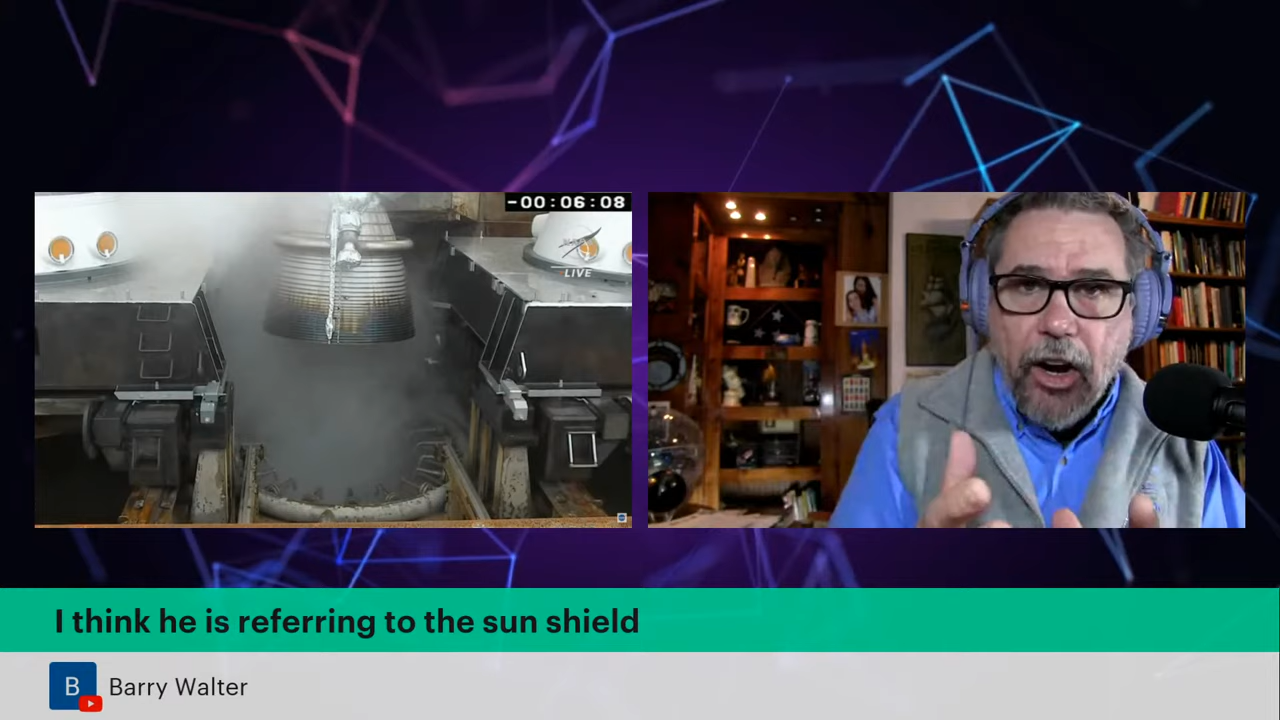 -00:06:08
LIVE
I think he is referring to the sun shield
B
Barry Walter